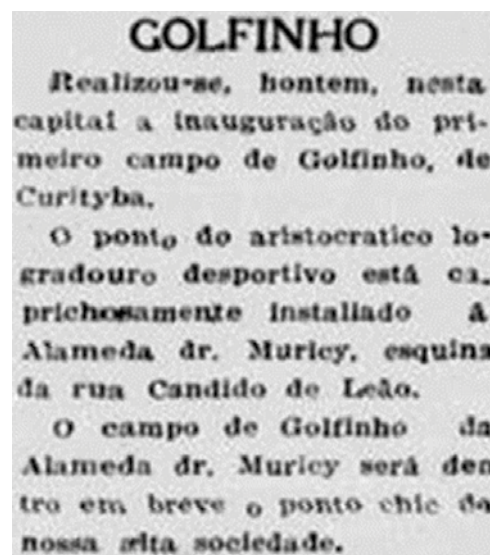 GOLFINHO
Realizou-se, hontem, nesta
capital a inauguração do pri-
meiro campo de Golfinho, de
Curityba.
O ponto do aristocratico lo-
gradouro desportivo está ca.
prichosamente installado á
Alameda dr. Muricy, esquina
da rua Candido de Leão.
O campo de Golfinho da
Alameda dr. Muricy será den
tro em breve o ponto chic da
nossa alta sociedade.